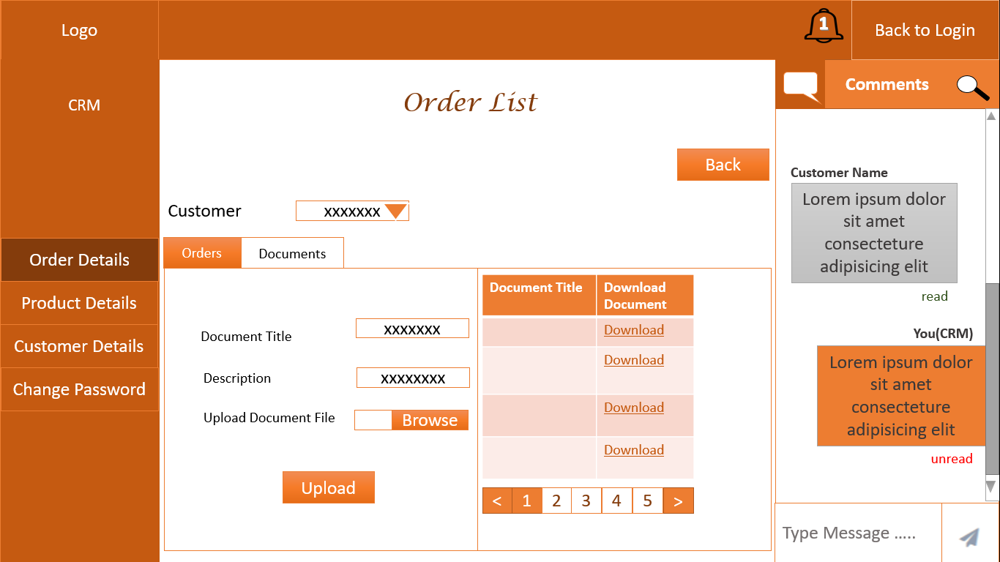 Logo
1
Back to Login
CRM
Order List
Comments
Back
Customer
xxxxxxx
Orders
Documents
Order Details
Product Details
Customer Details
Change Password
Document Title
xxxxxxx
Description
xxxxxxxx
Upload Document File
Browse
Upload
Document Title
Download
Document
Download
Download
Download
Download
< 1 2 3 4 5 >
Customer Name
Lorem ipsum dolor
sit amet
consecteture
adipisicing elit
read
You(CRM)
Lorem ipsum dolor
sit amet
consecteture
adipisicing elit
unread
Type Message .....